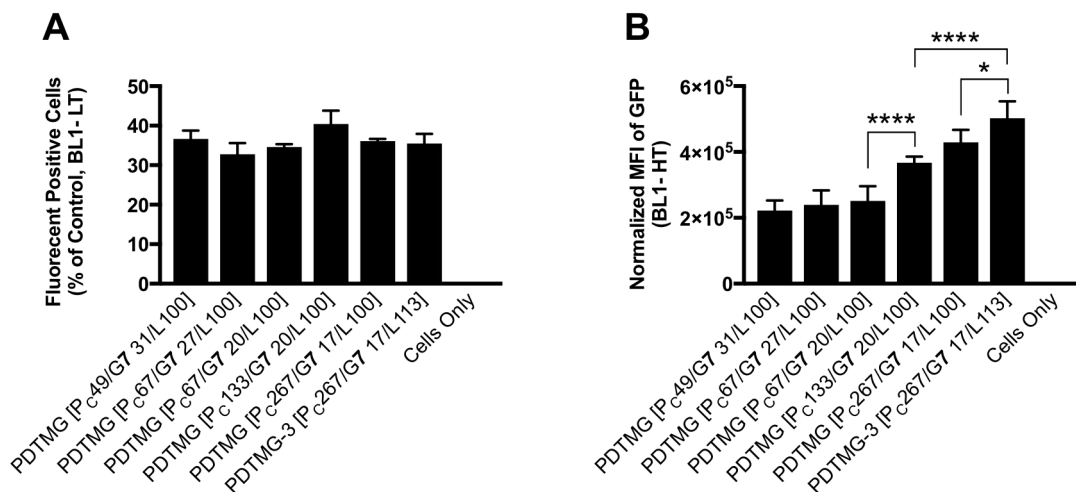 A
Fluorecent Positive Cells
(% of Control, BL1- LT)
50
40
30
20
10
0
PDTMG [PC49/G7 31/L100]
PDTMG [PC67/G7 27/L100]
PDTMG [PC67/G7 20/L100]
PDTMG [PC133/G7 20/L100]
PDTMG [PC267/G7 17/L100]
PDTMG-3 [PC267/G7 17/L113]
Cells Only
B
Normalized MFI of GFP
(BL1- HT)
6×10⁵
4×10⁵
2×10⁵
0
****
****
*
PDTMG [PC49/G7 31/L100]
PDTMG [PC67/G7 27/L100]
PDTMG [PC67/G7 20/L100]
PDTMG [PC133/G7 20/L100]
PDTMG [PC267/G7 17/L100]
PDTMG-3 [PC267/G7 17/L113]
Cells Only